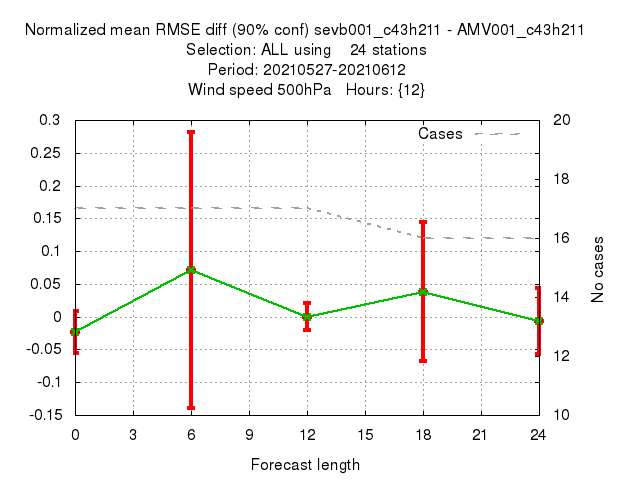 Normalized mean RMSE diff (90% conf) sevb001_c43h211 - AMV001_c43h211
Selection: ALL using    24 stations
Period: 20210527-20210612
Wind speed 500hPa   Hours: {12}
Cases
0.3
0.25
0.2
0.15
0.1
0.05
0
-0.05
-0.1
-0.15
20
18
16
14
12
10
No cases
0 3 6 9 12 15 18 21 24
Forecast length